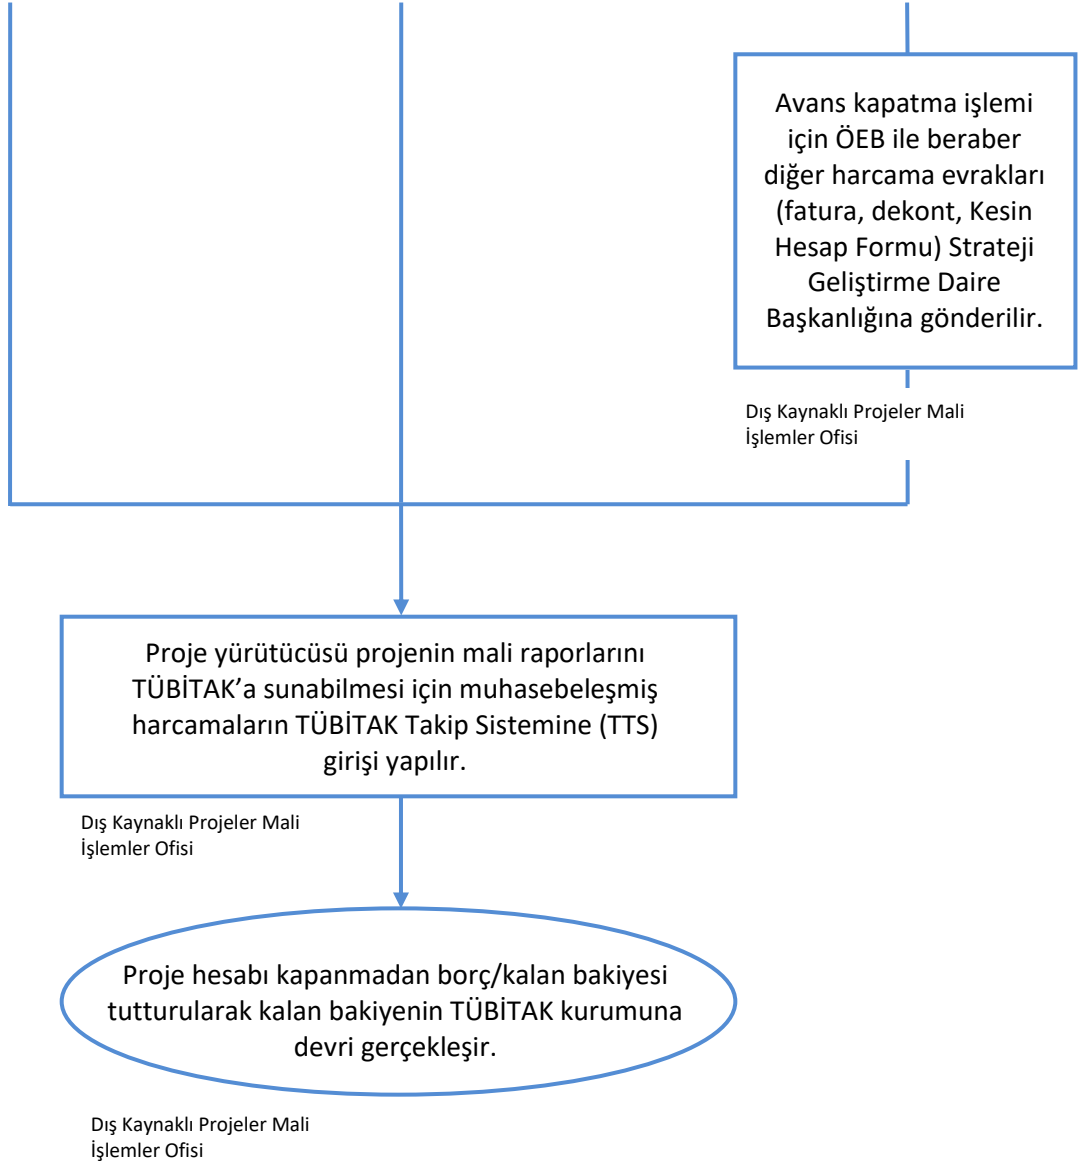 Avans kapatma işlemi
için ÖEB ile beraber
diğer harcama evrakları
(fatura, dekont, Kesin
Hesap Formu) Strateji
Geliştirme Daire
Başkanlığına gönderilir.
Dış Kaynaklı Projeler Mali
İşlemler Ofisi
Proje yürütücüsü projenin mali raporlarını
TÜBİTAK’a sunabilmesi için muhasebeleşmiş
harcamaların TÜBİTAK Takip Sistemine (TTS)
girişi yapılır.
Dış Kaynaklı Projeler Mali
İşlemler Ofisi
Proje hesabı kapanmadan borç/kalan bakiyesi
tutturularak kalan bakiyenin TÜBİTAK kurumuna
devri gerçekleşir.
Dış Kaynaklı Projeler Mali
İşlemler Ofisi